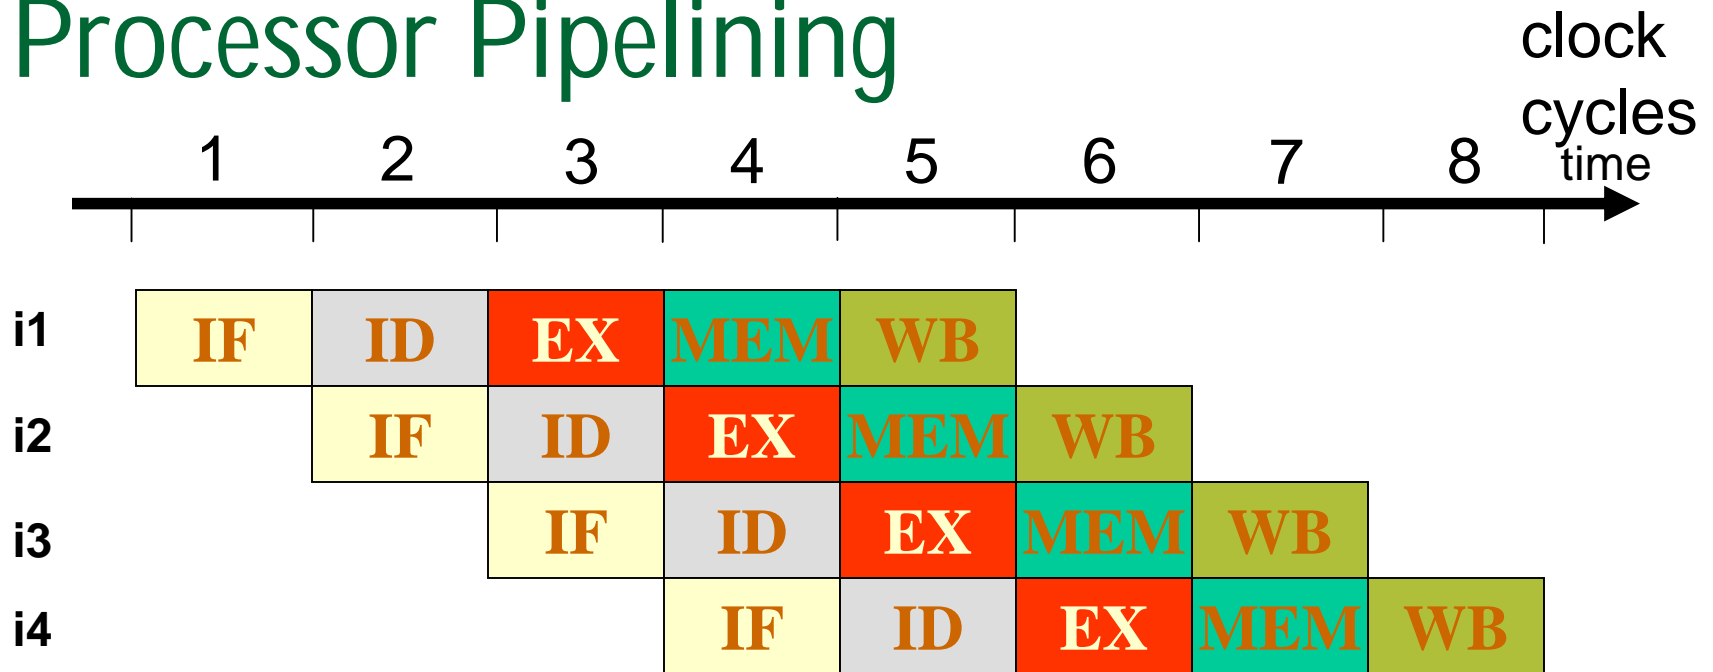 Processor Pipelining
clock
cycles
1 2 3 4 5 6 7 8 time
i1 IF ID EX MEM WB
i2 IF ID EX MEM WB
i3 IF ID EX MEM WB
i4 IF ID EX MEM WB